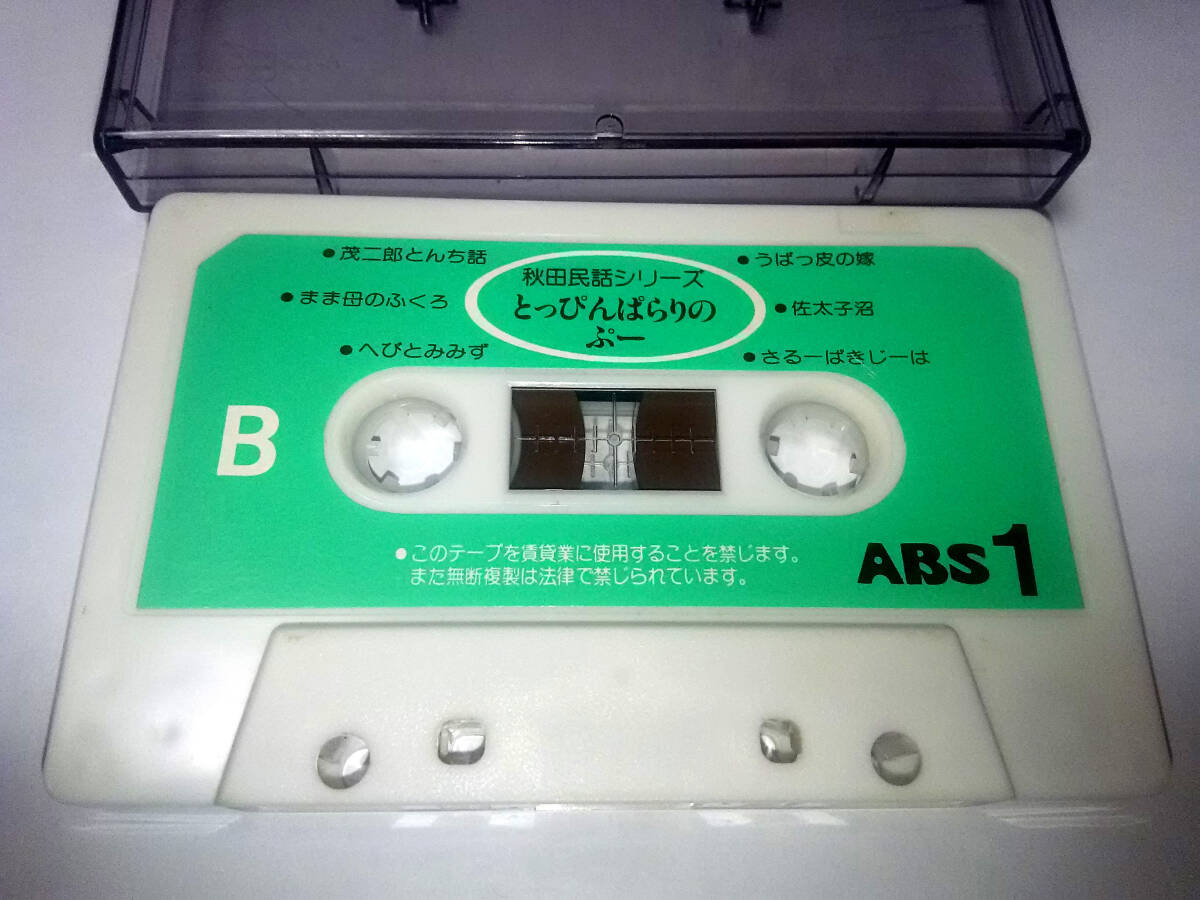 秋田民話シリーズ
とっぴんぱらりの
ぷー
●茂二郎とんち話
●まま母のふくろ
●へびとみみず
●うばっ皮の嫁
●佐太子沼
●さるーばきじーは
B
●このテープを賃貸業に使用することを禁じます。
また無断複製は法律で禁じられています。
ABS1